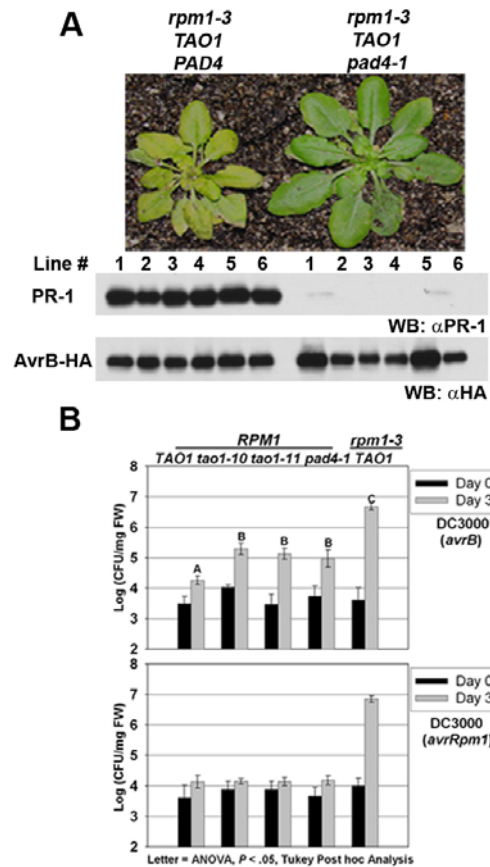 A
rpm1-3 rpm1-3
TAO1 TAO1
PAD4 pad4-1
Line # 1 2 3 4 5 6 1 2 3 4 5 6
PR-1
WB: αPR-1
AvrB-HA
WB: αHA
B
RPM1 rpm1-3
TAO1 tao1-10 tao1-11 pad4-1 TAO1
8
7
6
5
4
3
2
Log (CFU/mg FW)
A B B B C
Day 0
Day 3
DC3000
(avrB)
8
7
6
5
4
3
2
Log (CFU/mg FW)
Day 0
Day 3
DC3000
(avrRpm1)
Letter = ANOVA, P < .05, Tukey Post hoc Analysis